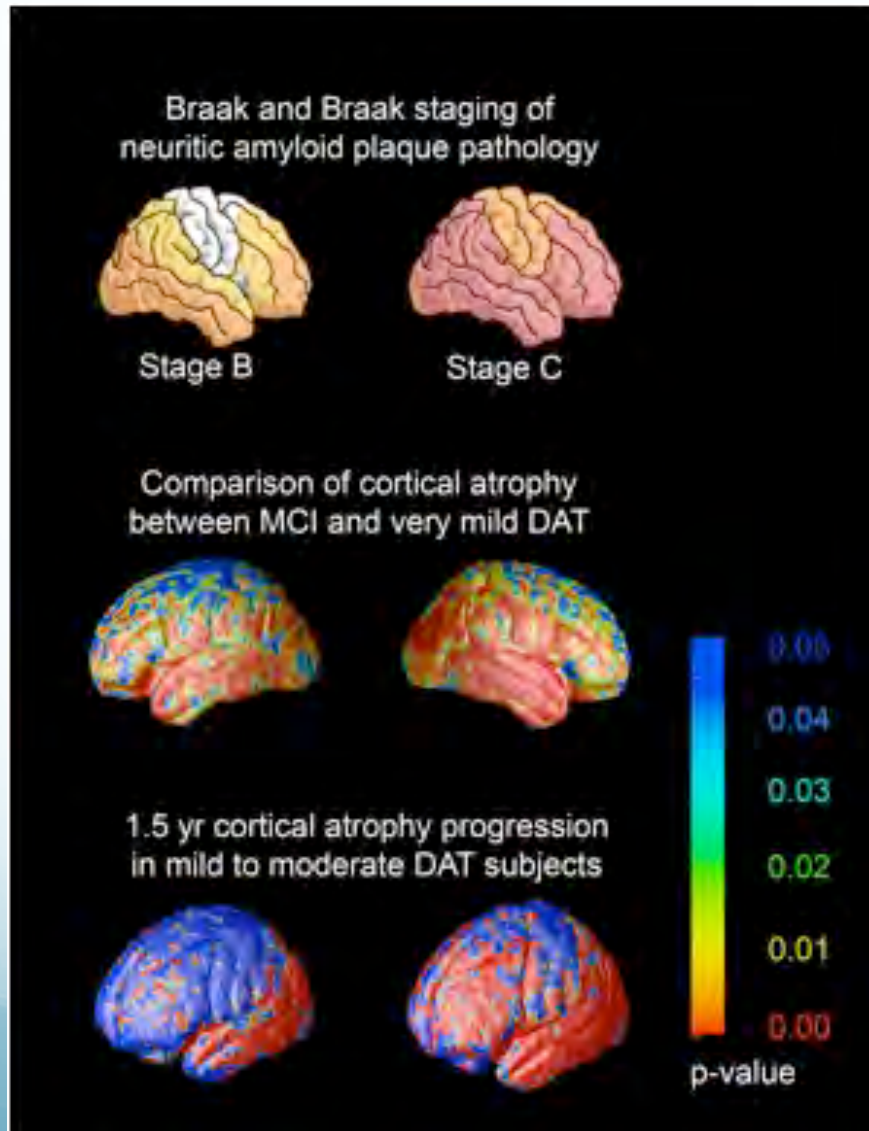 Braak and Braak staging of
neuritic amyloid plaque pathology
Stage B
Stage C
Comparison of cortical atrophy
between MCI and very mild DAT
0.05
0.04
0.03
0.02
0.01
0.00
1.5 yr cortical atrophy progression
in mild to moderate DAT subjects
p-value